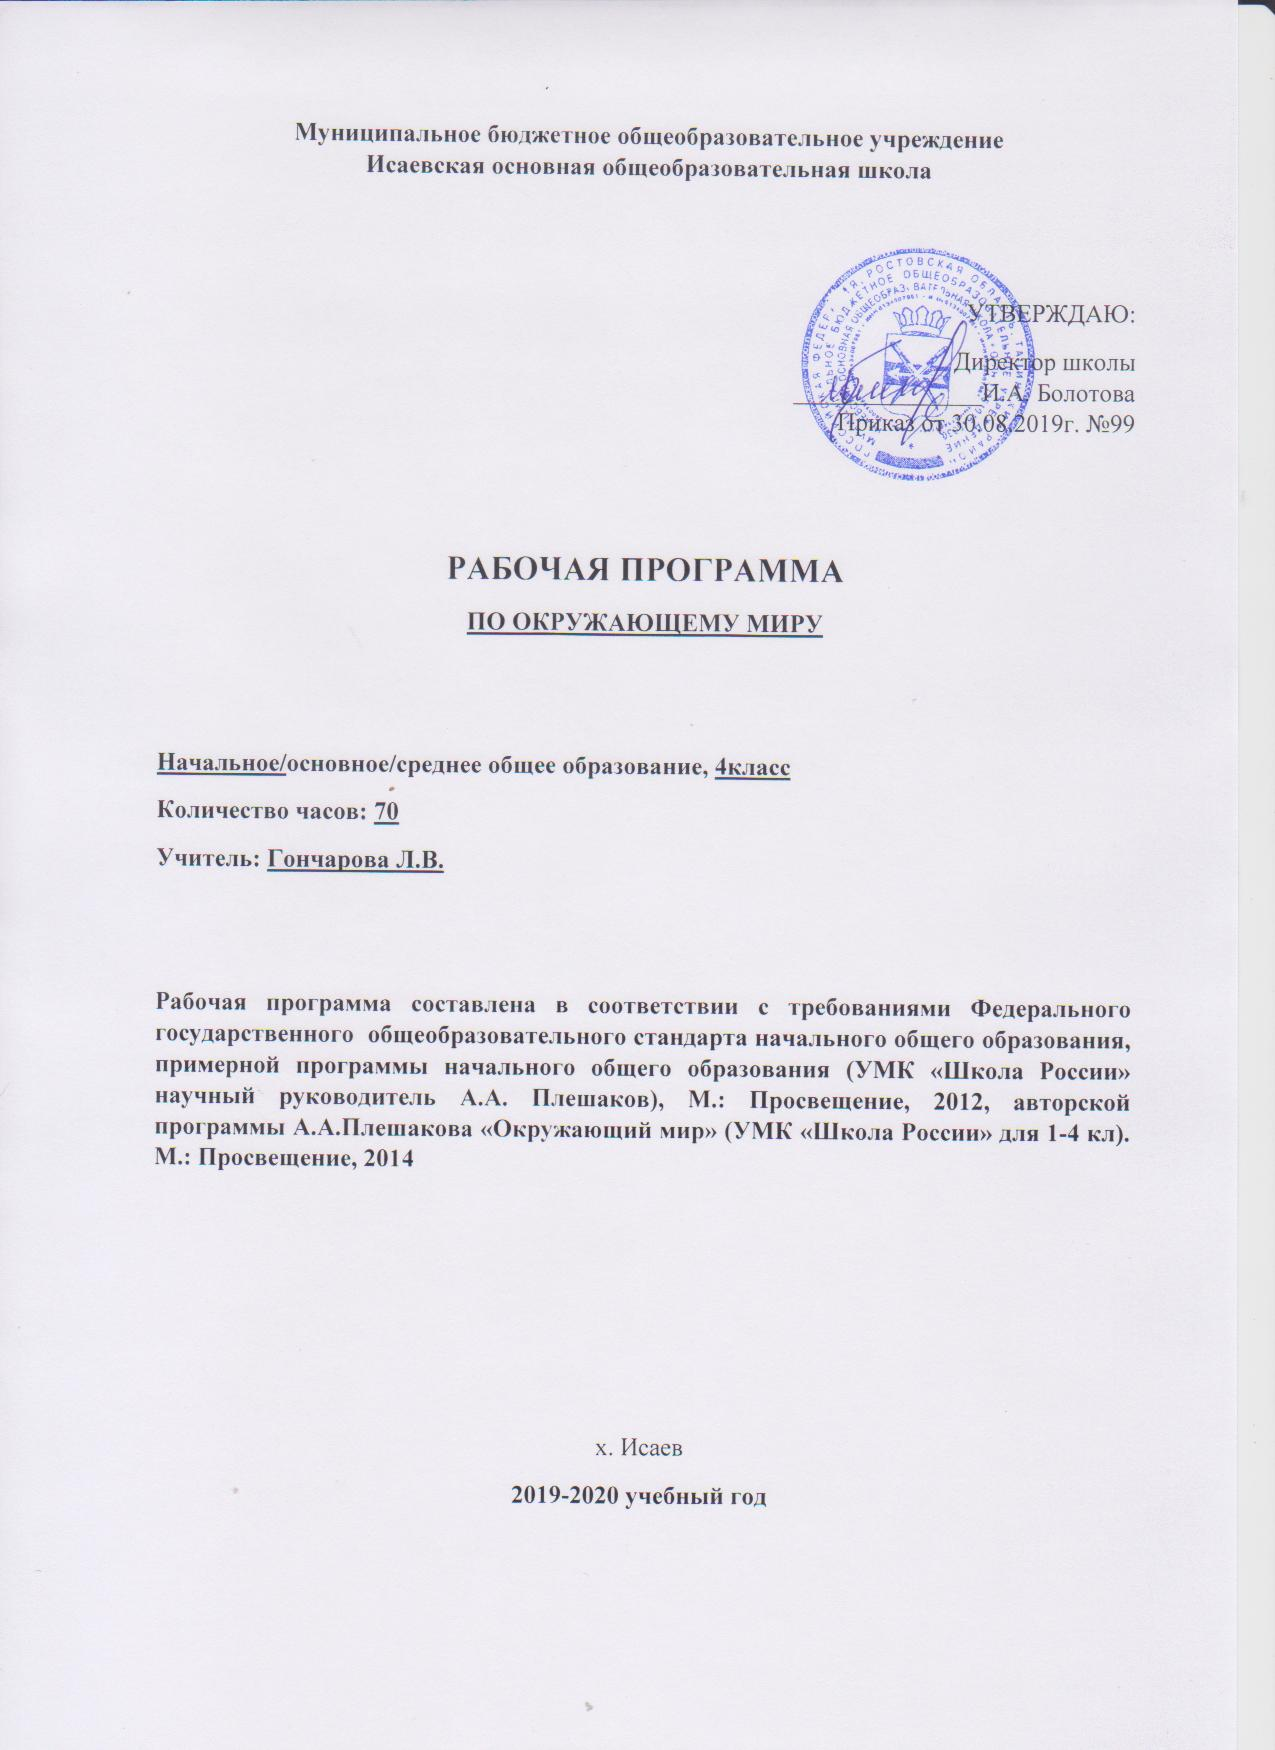 Муниципальное бюджетное общеобразовательное учреждение
Исаевская основная общеобразовательная школа
УТВЕРЖДАЮ:
Директор школы
И.А. Болотова
Приказ от 30.08.2019г. №99
РАБОЧАЯ ПРОГРАММА
ПО ОКРУЖАЮЩЕМУ МИРУ
Начальное/основное/среднее общее образование, 4класс
Количество часов: 70
Учитель: Гончарова Л.В.
Рабочая программа составлена в соответствии с требованиями Федерального
государственного общеобразовательного стандарта начального общего образования,
примерной программы начального общего образования (УМК «Школа России»
научный руководитель А.А. Плешаков), М.: Просвещение, 2012, авторской
программы А.А.Плешакова «Окружающий мир» (УМК «Школа России» для 1-4 кл).
М.: Просвещение, 2014
х. Исаев
2019-2020 учебный год